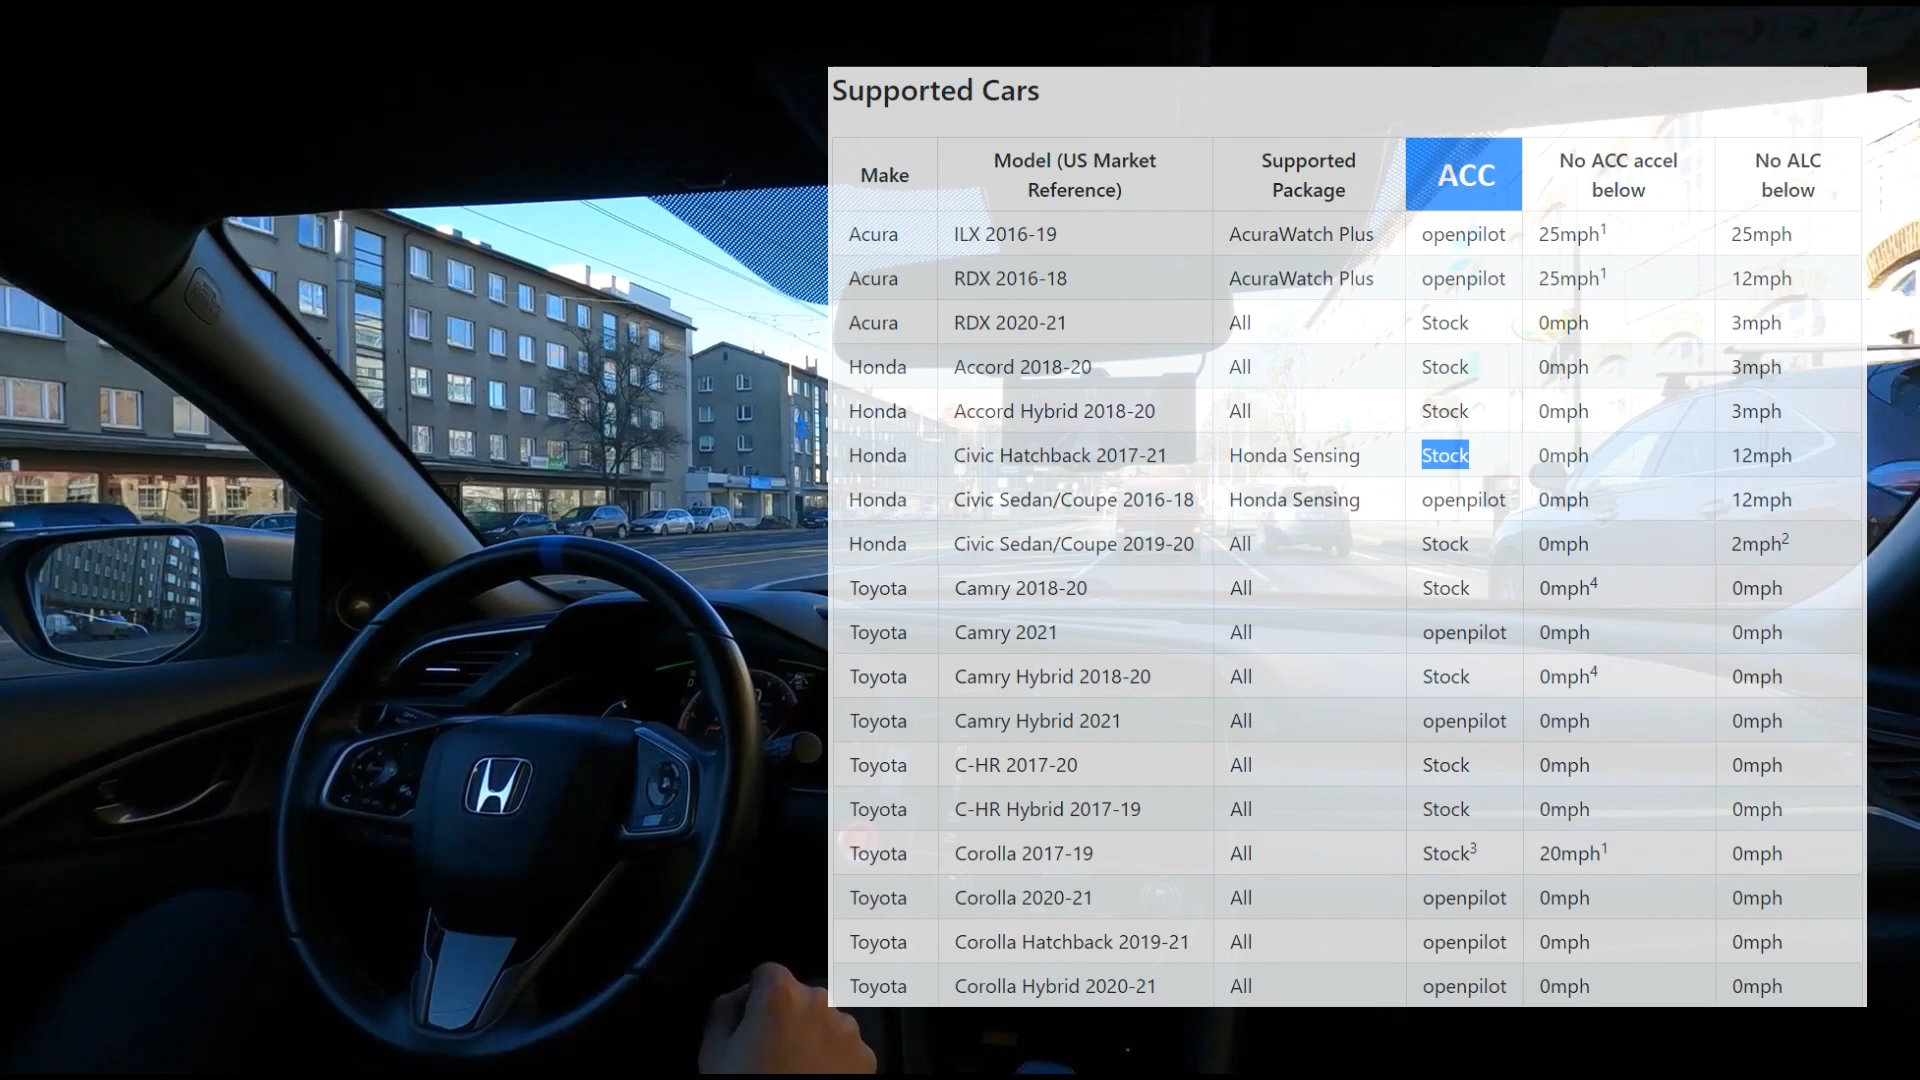 Supported Cars
Make Model (US Market Reference) Supported Package ACC No ACC accel below No ALC below
Acura ILX 2016-19 AcuraWatch Plus openpilot 25mph1 25mph
Acura RDX 2016-18 AcuraWatch Plus openpilot 25mph1 12mph
Acura RDX 2020-21 All Stock 0mph 3mph
Honda Accord 2018-20 All Stock 0mph 3mph
Honda Accord Hybrid 2018-20 All Stock 0mph 3mph
Honda Civic Hatchback 2017-21 Honda Sensing Stock 0mph 12mph
Honda Civic Sedan/Coupe 2016-18 Honda Sensing openpilot 0mph 12mph
Honda Civic Sedan/Coupe 2019-20 All Stock 0mph 2mph2
Toyota Camry 2018-20 All Stock 0mph4 0mph
Toyota Camry 2021 All openpilot 0mph 0mph
Toyota Camry Hybrid 2018-20 All Stock 0mph4 0mph
Toyota Camry Hybrid 2021 All openpilot 0mph 0mph
Toyota C-HR 2017-20 All Stock 0mph 0mph
Toyota C-HR Hybrid 2017-19 All Stock 0mph 0mph
Toyota Corolla 2017-19 All Stock3 20mph1 0mph
Toyota Corolla 2020-21 All openpilot 0mph 0mph
Toyota Corolla Hatchback 2019-21 All openpilot 0mph 0mph
Toyota Corolla Hybrid 2020-21 All openpilot 0mph 0mph